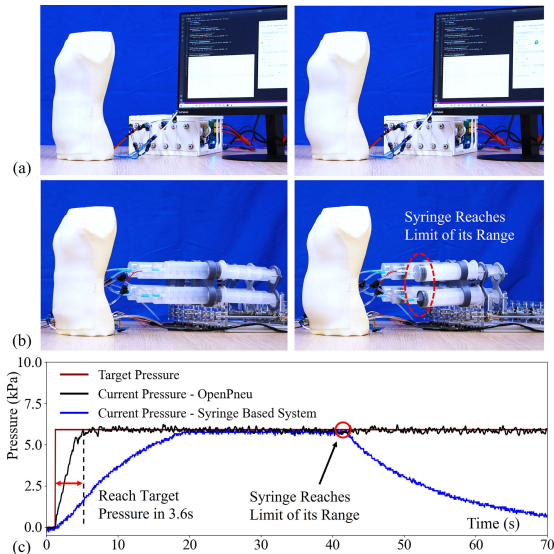 (a)
Syringe Reaches
Limit of its Range
(b)
10.0
7.5
5.0
2.5
0.0
Pressure (kPa)
Target Pressure
Current Pressure - OpenPneu
Current Pressure - Syringe Based System
Reach Target
Pressure in 3.6s
Syringe Reaches
Limit of its Range
Time (s)
0
10
20
30
40
50
60
70
(c)